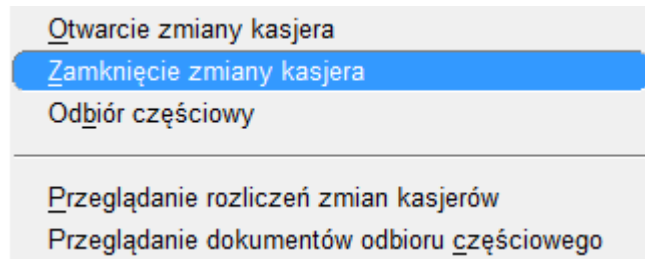 Otwarcie zmiany kasjera
Zamknięcie zmiany kasjera
Odbiór częściowy
Przeglądanie rozliczeń zmian kasjerów
Przeglądanie dokumentów odbioru częściowego